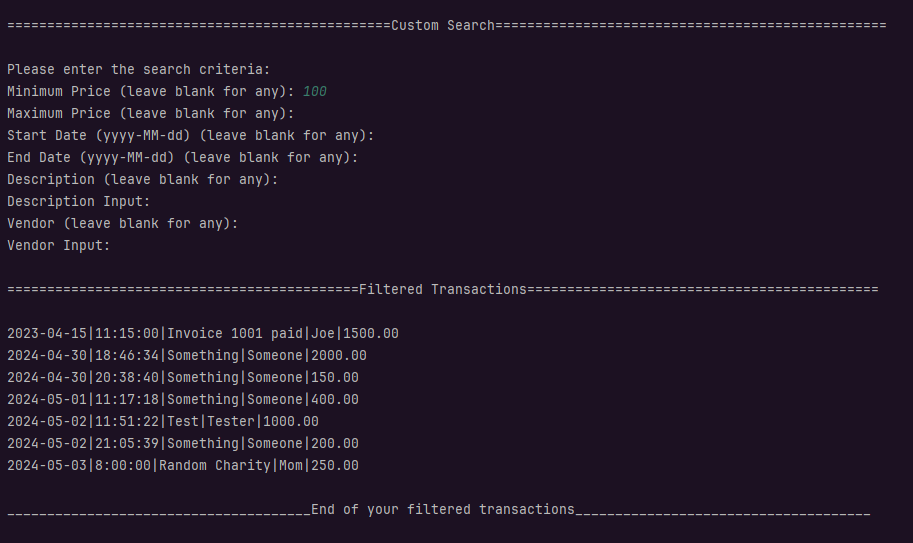 ================================================Custom Search=================================================
Please enter the search criteria:
Minimum Price (leave blank for any): 100
Maximum Price (leave blank for any):
Start Date (yyyy-MM-dd) (leave blank for any):
End Date (yyyy-MM-dd) (leave blank for any):
Description (leave blank for any):
Description Input:
Vendor (leave blank for any):
Vendor Input:
============================================Filtered Transactions============================================
2023-04-15|11:15:00|Invoice 1001 paid|Joe|1500.00
2024-04-30|18:46:34|Something|Someone|2000.00
2024-04-30|20:38:40|Something|Someone|150.00
2024-05-01|11:17:18|Something|Someone|400.00
2024-05-02|11:51:22|Test|Tester|1000.00
2024-05-02|21:05:39|Something|Someone|200.00
2024-05-03|8:00:00|Random Charity|Mom|250.00
______________________________________End of your filtered transactions_____________________________________